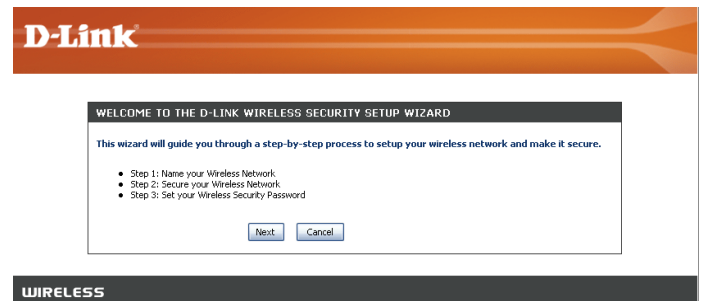 D-Link®
WELCOME TO THE D-LINK WIRELESS SECURITY SETUP WIZARD
This wizard will guide you through a step-by-step process to setup your wireless network and make it secure.
● Step 1: Name your Wireless Network
● Step 2: Secure your Wireless Network
● Step 3: Set your Wireless Security Password
Next Cancel
WIRELESS